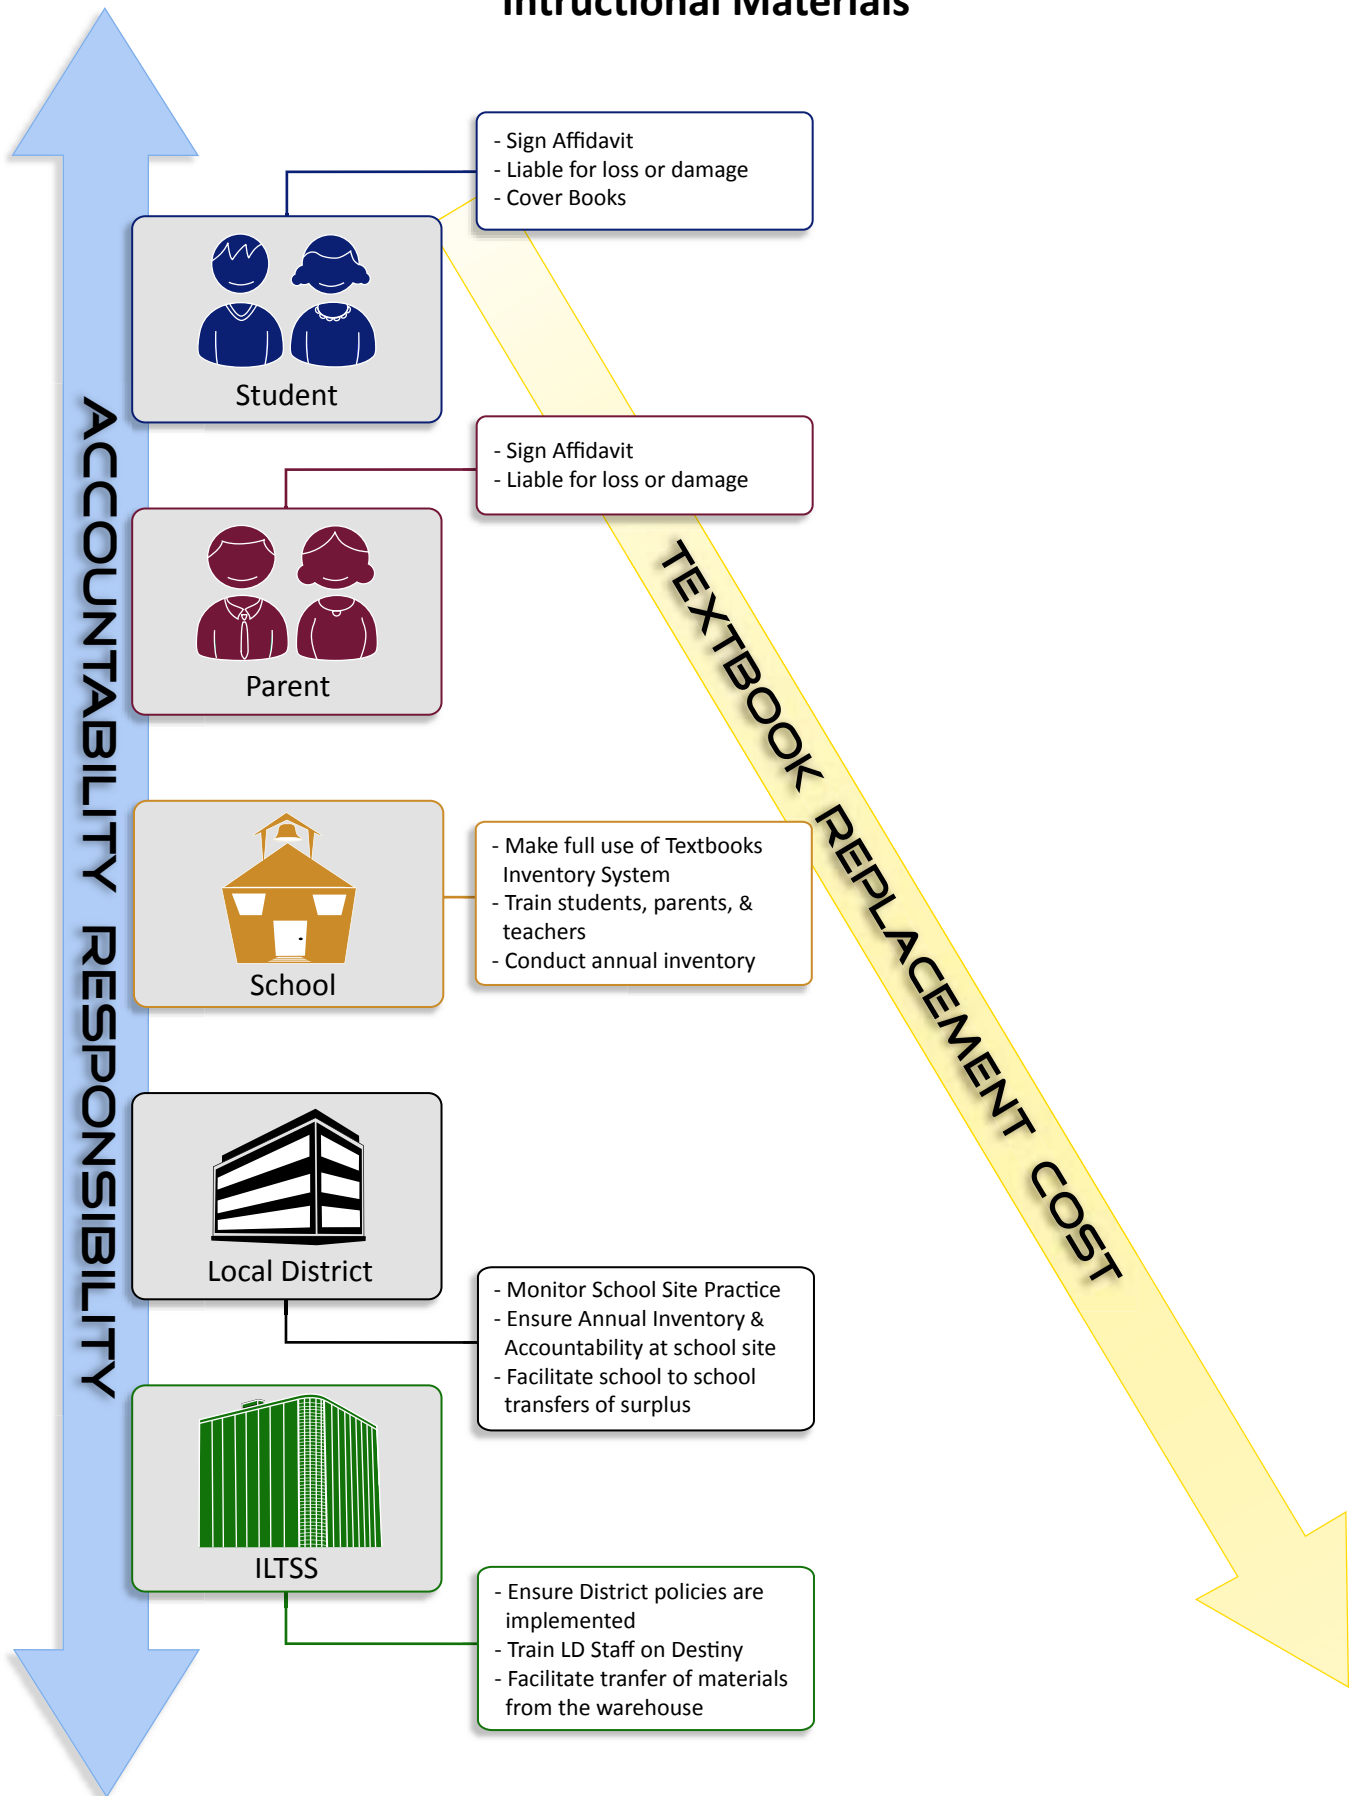 Intructional Materials
- Sign Affidavit
- Liable for loss or damage
- Cover Books
Student
- Sign Affidavit
- Liable for loss or damage
Parent
ACCOUNTABILITY RESPONSIBILITY
TEXTBOOK REPLACEMENT COST
- Make full use of Textbooks
Inventory System
- Train students, parents, &
teachers
- Conduct annual inventory
School
Local District
- Monitor School Site Practice
- Ensure Annual Inventory &
Accountability at school site
- Facilitate school to school
transfers of surplus
ILTSS
- Ensure District policies are
implemented
- Train LD Staff on Destiny
- Facilitate tranfer of materials
from the warehouse